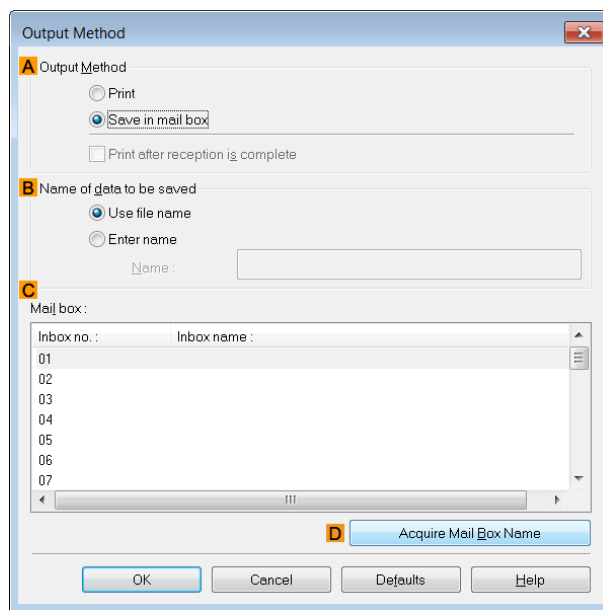 Output Method
A Output Method
Print
Save in mail box
Print after reception is complete
B Name of data to be saved
Use file name
Enter name
Name :
C
Mail box :
Inbox no. : Inbox name :
01
02
03
04
05
06
07
D Acquire Mail Box Name
OK Cancel Defaults Help